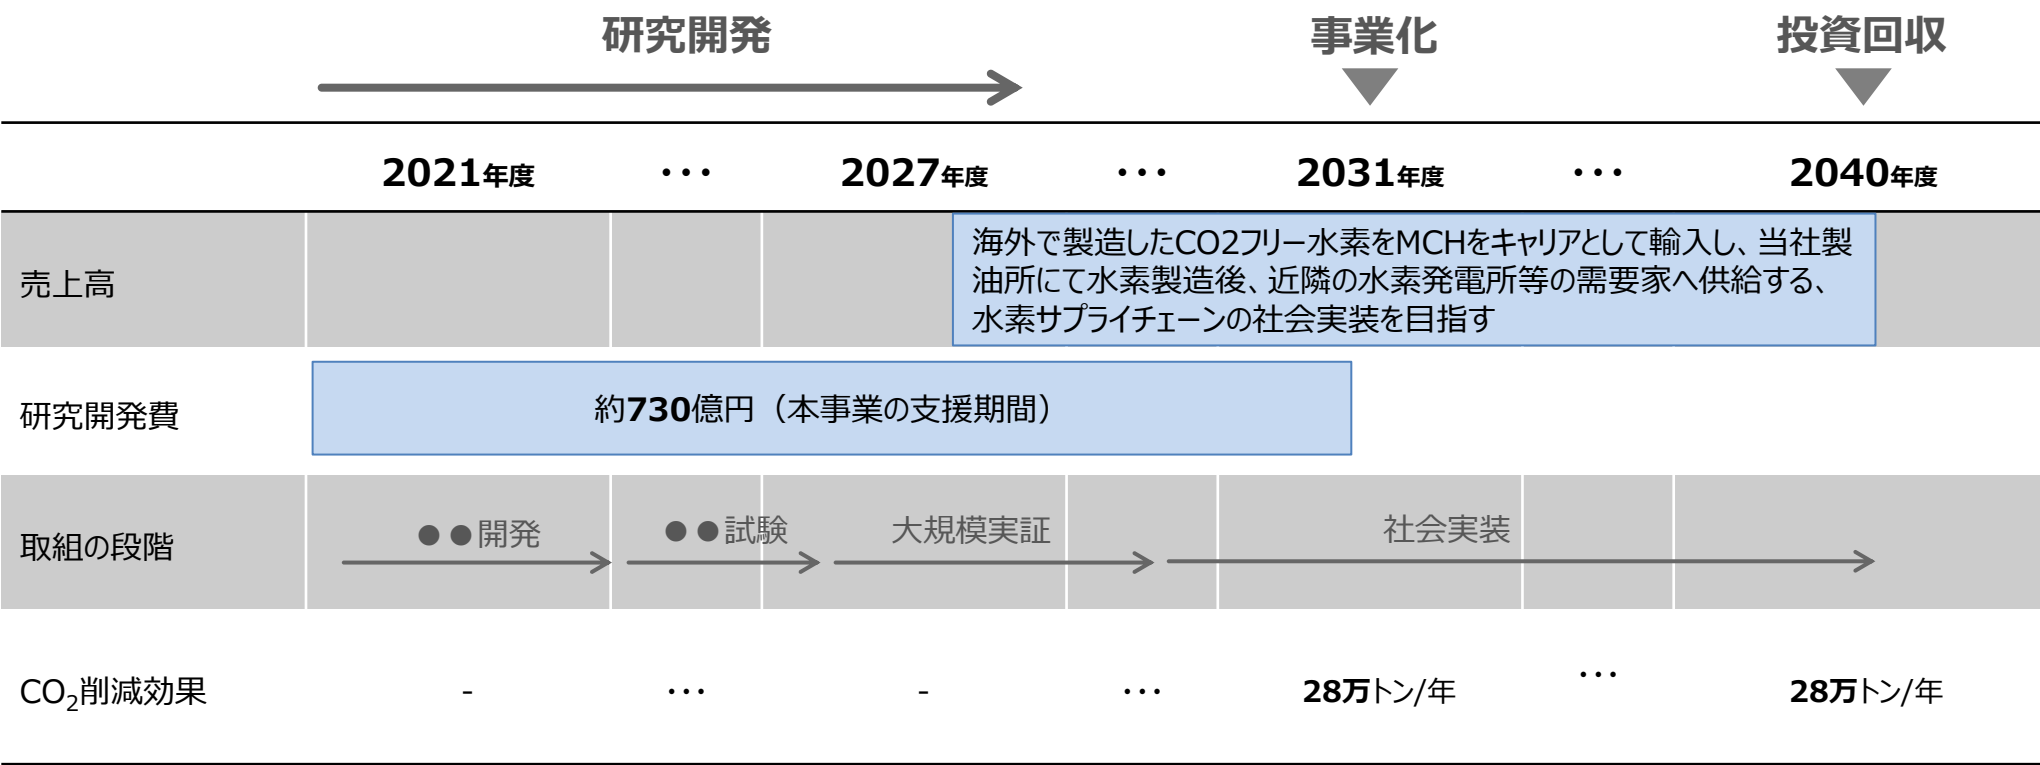 研究開発 事業化 投資回収
2021年度 ・・・ 2027年度 ・・・ 2031年度 ・・・ 2040年度
売上高
海外で製造したCO2フリー水素をMCHをキャリアとして輸入し、当社製
油所にて水素製造後、近隣の水素発電所等の需要家へ供給する、
水素サプライチェーンの社会実装を目指す
研究開発費
約730億円（本事業の支援期間）
取組の段階
●●開発 ●●試験 大規模実証 社会実装
CO₂削減効果 - ・・・ - ・・・ 28万トン/年 ・・・ 28万トン/年